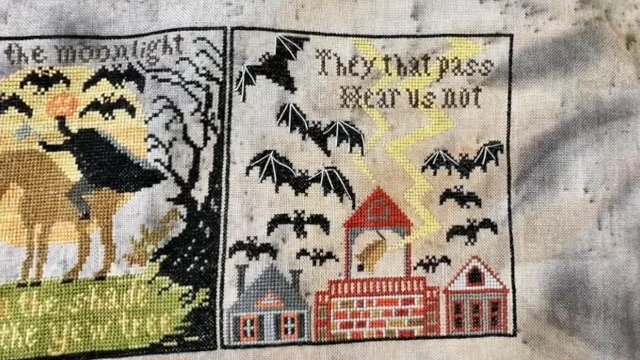 the moonlight
the shade
the yew tree
They that pass
Hear us not